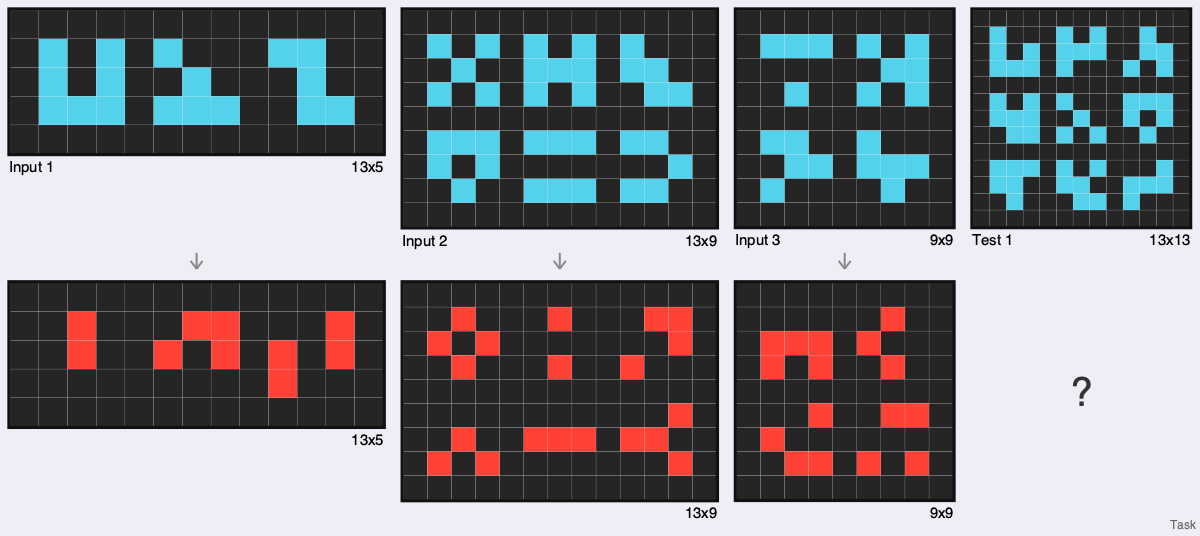 Input 1 13x5
Input 2 13x9
Input 3 9x9
Test 1 13x13
13x5
13x9
9x9
?
Task